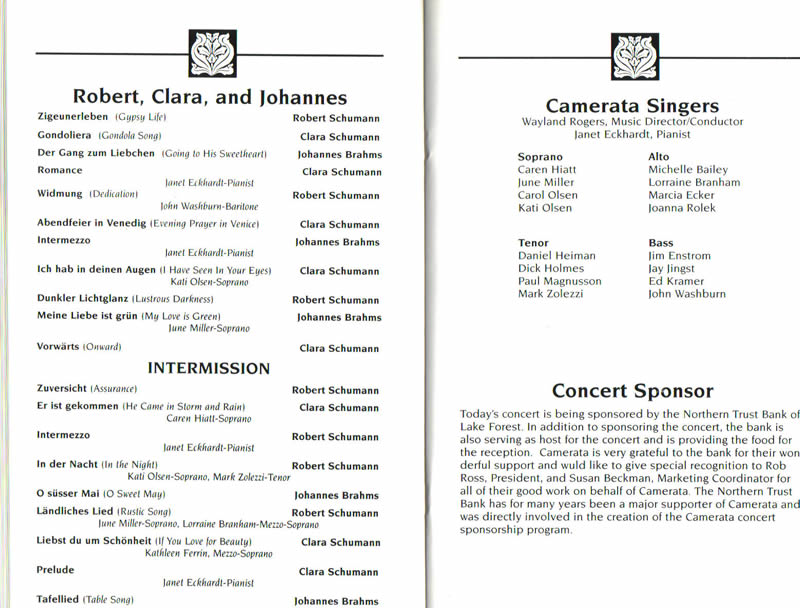 Robert, Clara, and Johannes
Zigeunerleben (Gypsy Life) Robert Schumann
Gondoliera (Gondola Song) Clara Schumann
Der Gang zum Liebchen (Going to His Sweetheart) Johannes Brahms
Romance Clara Schumann
Janet Eckhardt-Pianist
Widmung (Dedication) Robert Schumann
John Washburn-Baritone
Abendfeier in Venedig (Evening Prayer in Venice) Clara Schumann
Intermezzo Johannes Brahms
Janet Eckhardt-Pianist
Ich hab in deinen Augen (I Have Seen In Your Eyes) Clara Schumann
Kati Olsen-Soprano
Dunkler Lichtglanz (Lustrous Darkness) Robert Schumann
Meine Liebe ist grün (My Love is Green) Johannes Brahms
June Miller-Soprano
Vorwärts (Onward) Clara Schumann
INTERMISSION
Zuversicht (Assurance) Robert Schumann
Er ist gekommen (He Came in Storm and Rain) Clara Schumann
Caren Hiatt-Soprano
Intermezzo Robert Schumann
Janet Eckhardt-Pianist
In der Nacht (In the Night) Robert Schumann
Kati Olsen-Soprano, Mark Zolezzi-Tenor
O süsser Mai (O Sweet May) Johannes Brahms
Ländliches Lied (Rustic Song) Robert Schumann
June Miller-Soprano, Lorraine Branham-Mezzo-Soprano
Liebst du um Schönheit (If You Love for Beauty) Clara Schumann
Kathleen Ferrin, Mezzo-Soprano
Prelude Clara Schumann
Janet Eckhardt-Pianist
Tafellied (Table Song) Johannes Brahms
Camerata Singers
Wayland Rogers, Music Director/Conductor
Janet Eckhardt, Pianist
Soprano Alto
Caren Hiatt Michelle Bailey
June Miller Lorraine Branham
Carol Olsen Marcia Ecker
Kati Olsen Joanna Rolek
Tenor Bass
Daniel Heiman Jim Enstrom
Dick Holmes Jay Jingst
Paul Magnusson Ed Kramer
Mark Zolezzi John Washburn
Concert Sponsor
Today's concert is being sponsored by the Northern Trust Bank of
Lake Forest. In addition to sponsoring the concert, the bank is
also serving as host for the concert and is providing the food for
the reception. Camerata is very grateful to the bank for their won
derful support and wuld like to give special recognition to Rob
Ross, President, and Susan Beckman, Marketing Coordinator for
all of their good work on behalf of Camerata. The Northern Trust
Bank has for many years been a major supporter of Camerata and
was directly involved in the creation of the Camerata concert
sponsorship program.